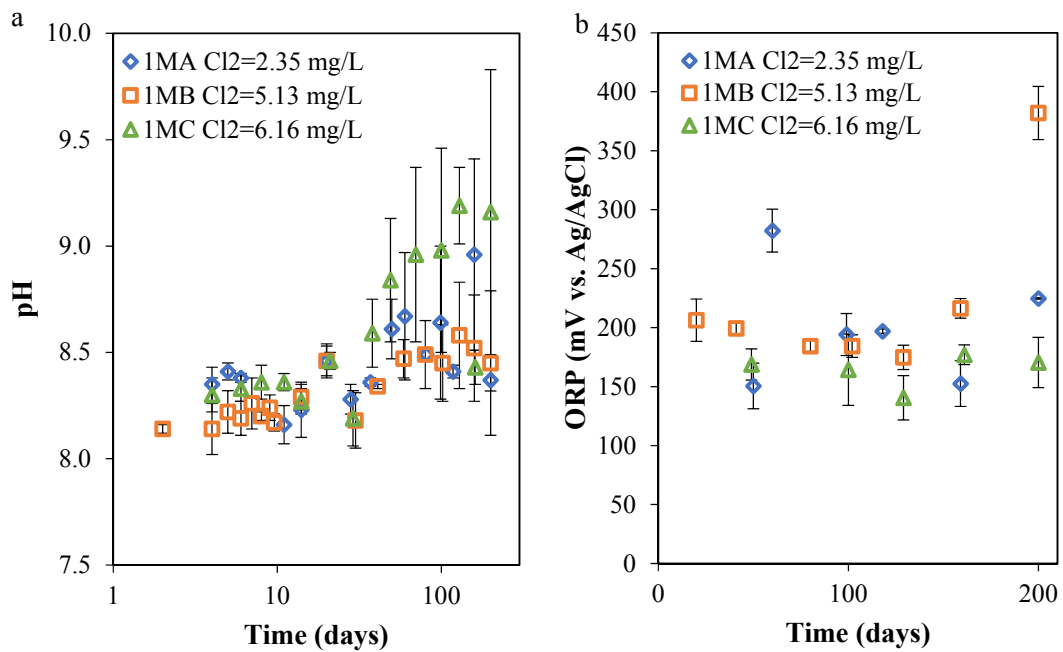 a
10.0
9.5
9.0
8.5
8.0
7.5
pH
1MA Cl2=2.35 mg/L
1MB Cl2=5.13 mg/L
1MC Cl2=6.16 mg/L
1
10
100
Time (days)
b
450
400
350
300
250
200
150
100
50
0
ORP (mV vs. Ag/AgCl)
1MA Cl2=2.35 mg/L
1MB Cl2=5.13 mg/L
1MC Cl2=6.16 mg/L
0
100
200
Time (days)